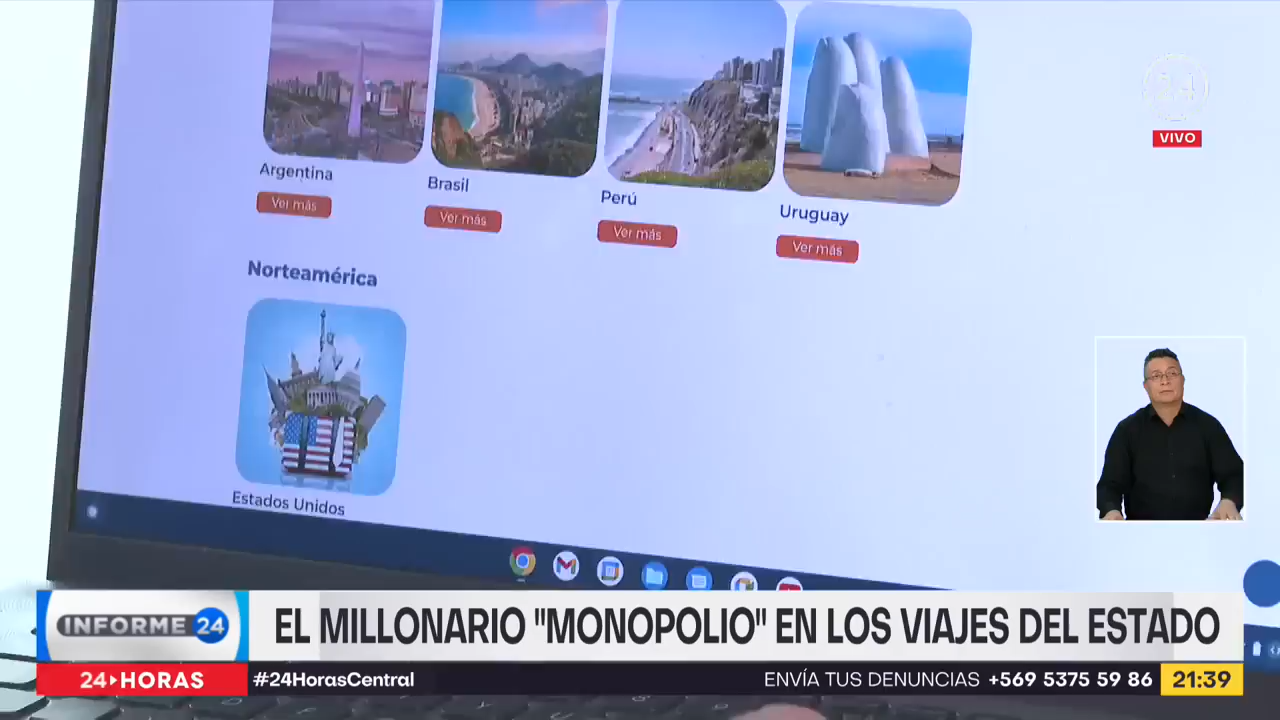 24
VIVO
Argentina
Brasil
Perú
Uruguay
Ver más
Ver más
Ver más
Ver más
Norteamérica
Estados Unidos
INFORME 24
EL MILLONARIO "MONOPOLIO" EN LOS VIAJES DEL ESTADO
24 HORAS
#24HorasCentral
ENVÍA TUS DENUNCIAS +569 5375 59 86
21:39